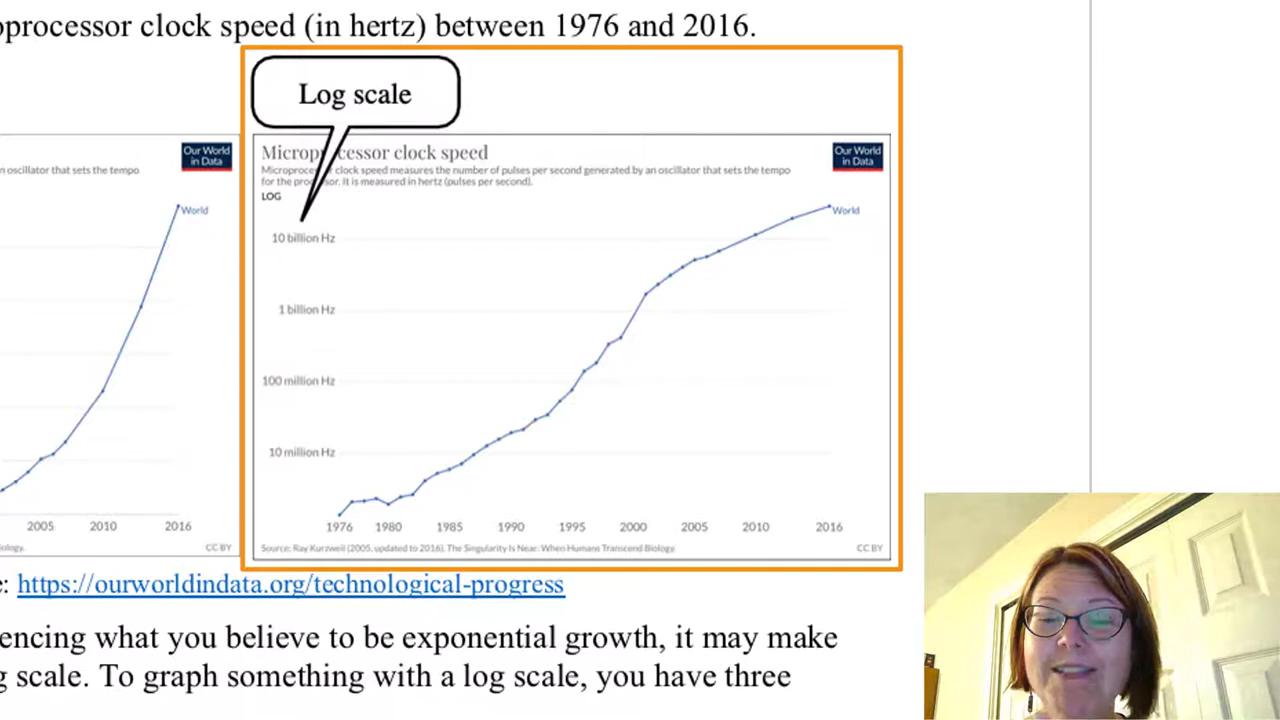 processor clock speed (in hertz) between 1976 and 2016.
Log scale
Our World
in Data
n oscillator that sets the tempo
World
2005 2010 2016
CC BY
Microp cessor clock speed
Our World
in Data
clock speed measures the number of pulses per second generated by an oscillator that sets the tempo
for the pro sor. It is measured in hertz (pulses per second).
LOG
World
10 billion Hz
1 billion Hz
100 million Hz
10 million Hz
1976 1980 1985 1990 1995 2000 2005 2010 2016
Source: Ray Kurzweil (2005, updated to 2016). The Singularity Is Near: When Humans Transcend Biology
CC BY
e: https://ourworldindata.org/technological-progress
encing what you believe to be exponential growth, it may make
g scale. To graph something with a log scale, you have three